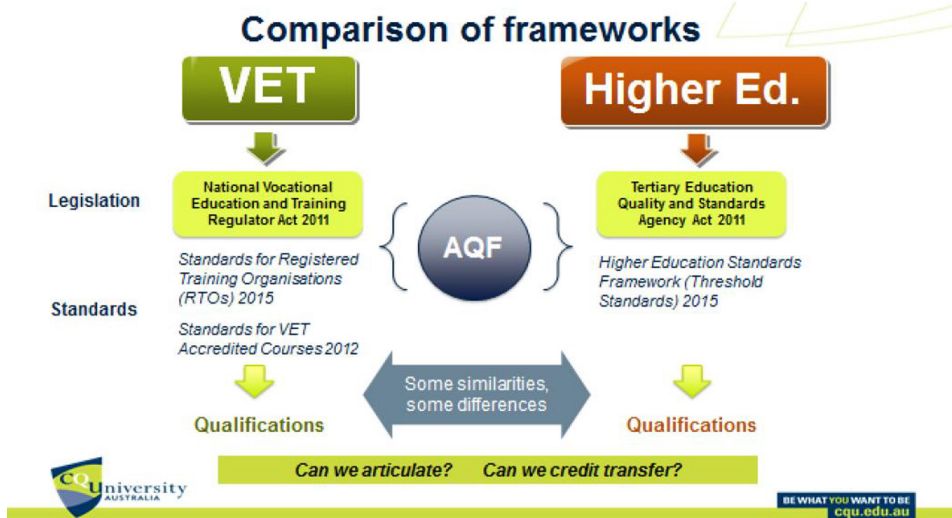 Comparison of frameworks
VET
Higher Ed.
Legislation
National Vocational
Education and Training
Regulator Act 2011
AQF
Tertiary Education
Quality and Standards
Agency Act 2011
Standards
Standards for Registered
Training Organisations
(RTOs) 2015
Standards for VET
Accredited Courses 2012
Higher Education Standards
Framework (Threshold
Standards) 2015
Some similarities,
some differences
Qualifications
Qualifications
Can we articulate? Can we credit transfer?
CQUniversity
AUSTRALIA
BE WHAT YOU WANT TO BE
cqu.edu.au